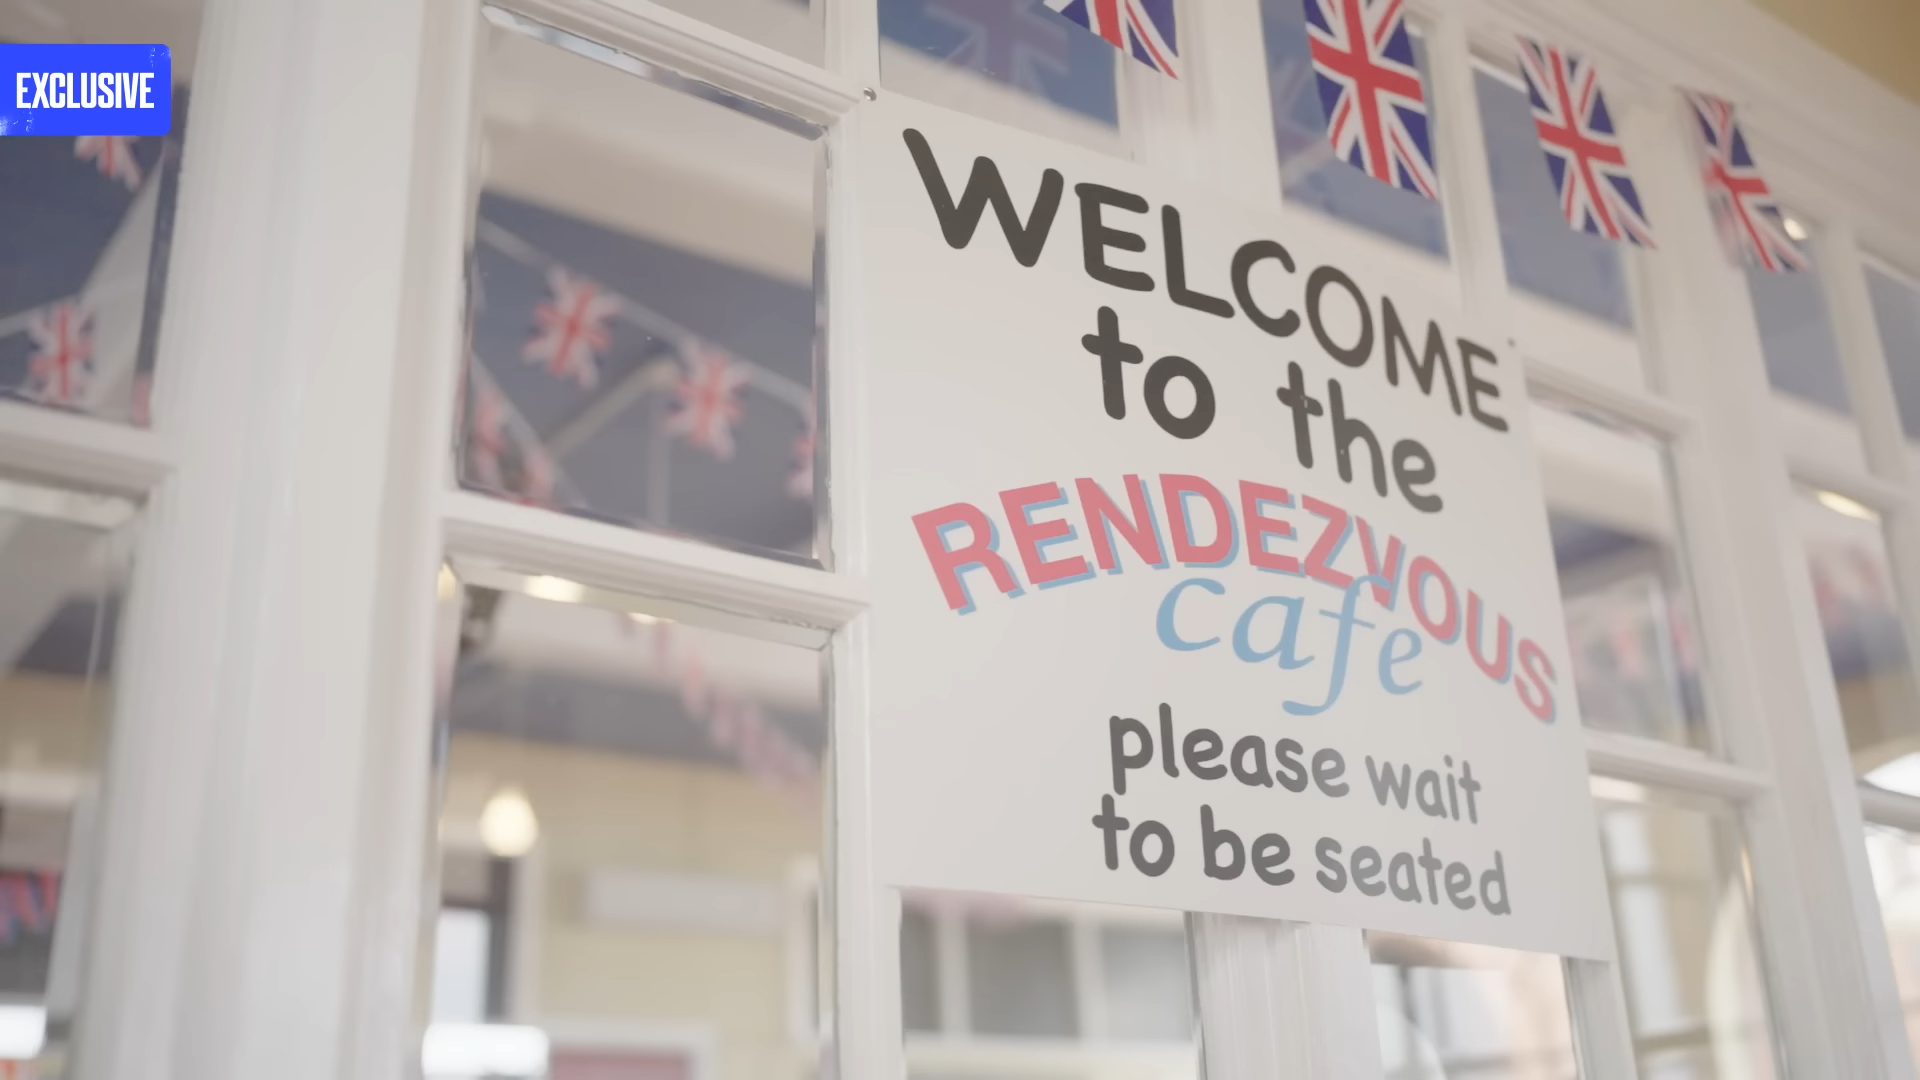 EXCLUSIVE
WELCOME
to the
RENDEZVOUS
cafe
please wait
to be seated